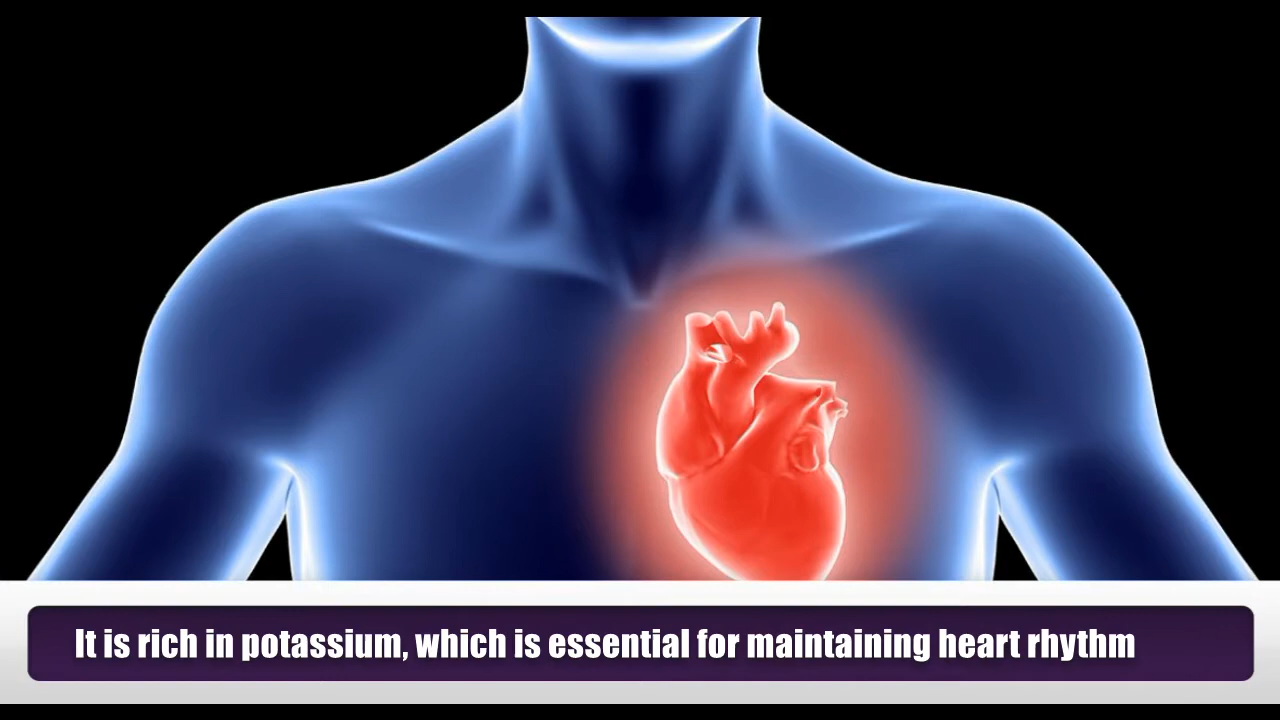 It is rich in potassium, which is essential for maintaining heart rhythm